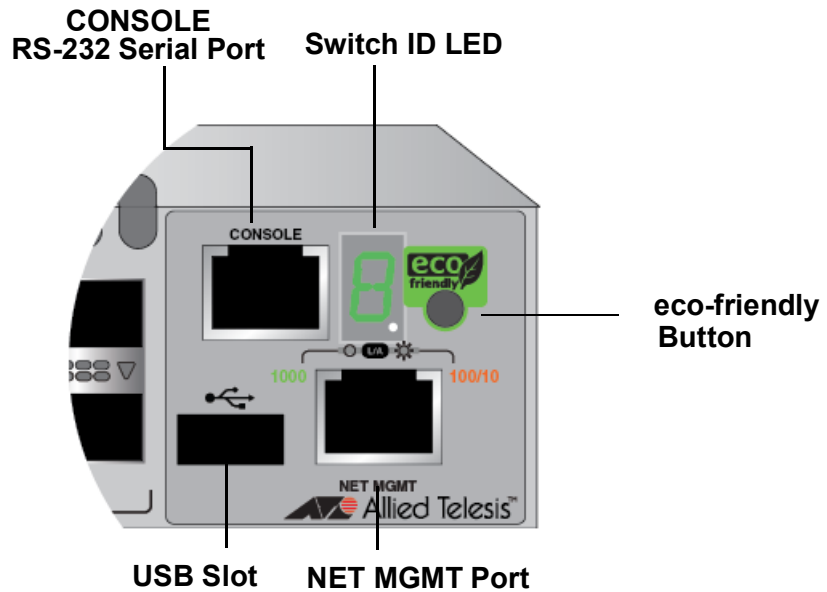 CONSOLE
RS-232 Serial Port
Switch ID LED
CONSOLE
eco
friendly
eco-friendly
Button
L/A
1000
100/10
NET MGMT
Allied Telesis™
USB Slot
NET MGMT Port